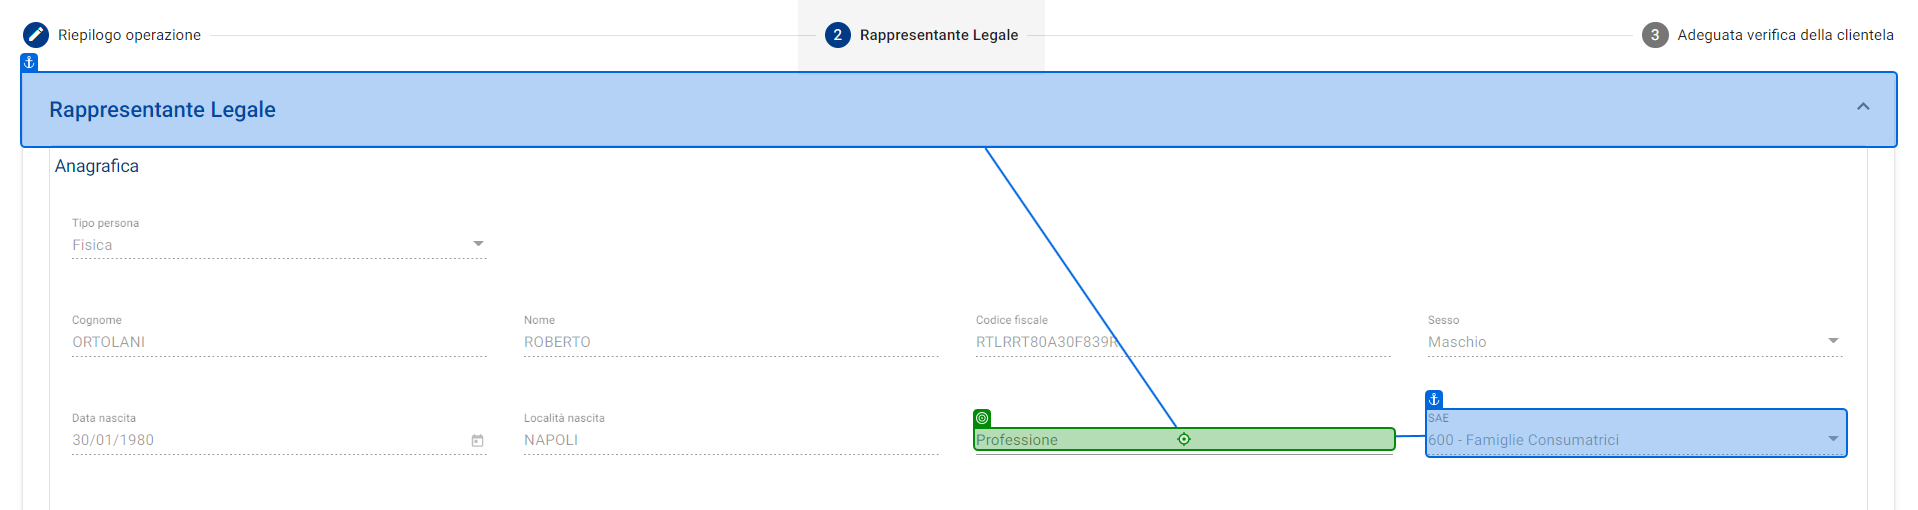 Riepilogo operazione
2 Rappresentante Legale
3 Adeguata verifica della clientela
Rappresentante Legale
Anagrafica
Tipo persona
Fisica
Cognome
ORTOLANI
Nome
ROBERTO
Codice fiscale
RTLRRT80A30F839R
Sesso
Maschio
Data nascita
30/01/1980
Località nascita
NAPOLI
Professione
SAE
600 - Famiglie Consumatrici